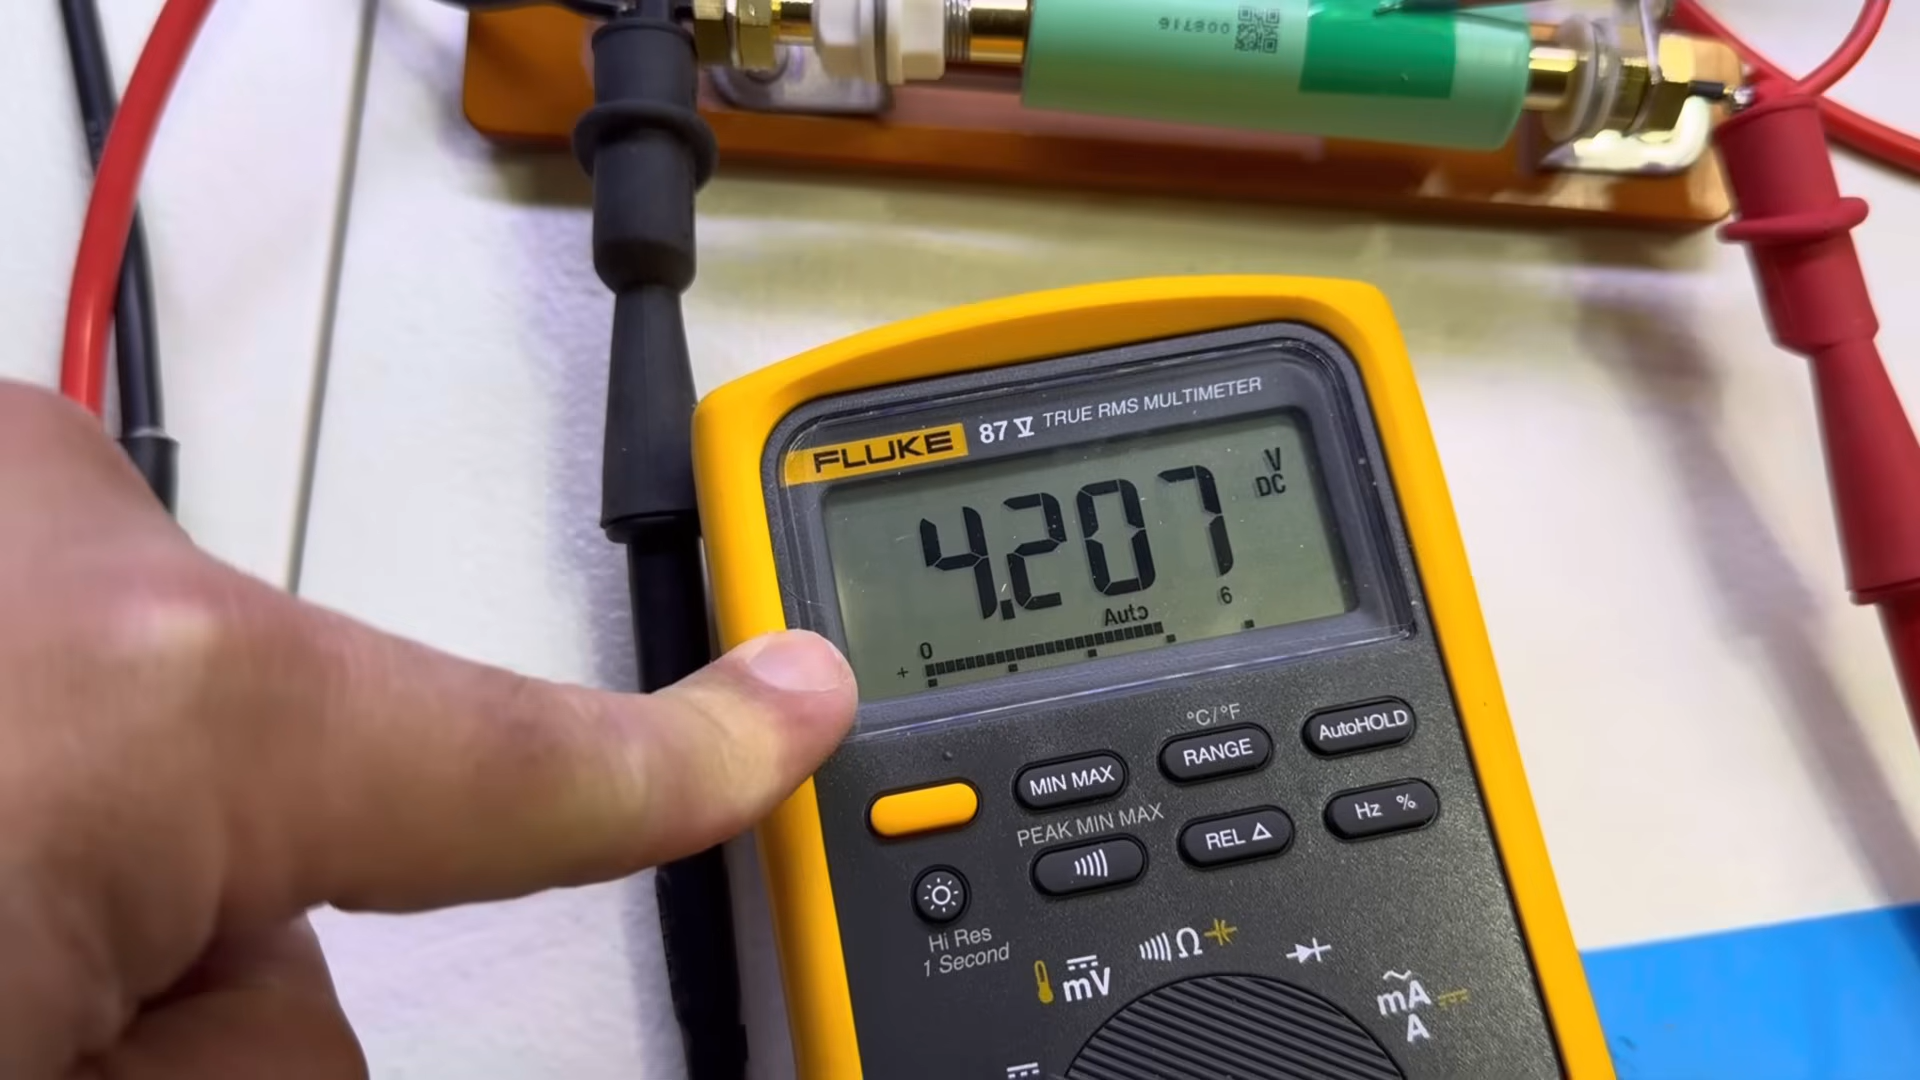 006716
FLUKE 87 V TRUE RMS MULTIMETER
4.207 V DC
Auto
0 6
+
°C/°F
MIN MAX RANGE AutoHOLD
PEAK MIN MAX
REL Δ Hz %
Hi Res
1 Second
mV Ω
mA
A